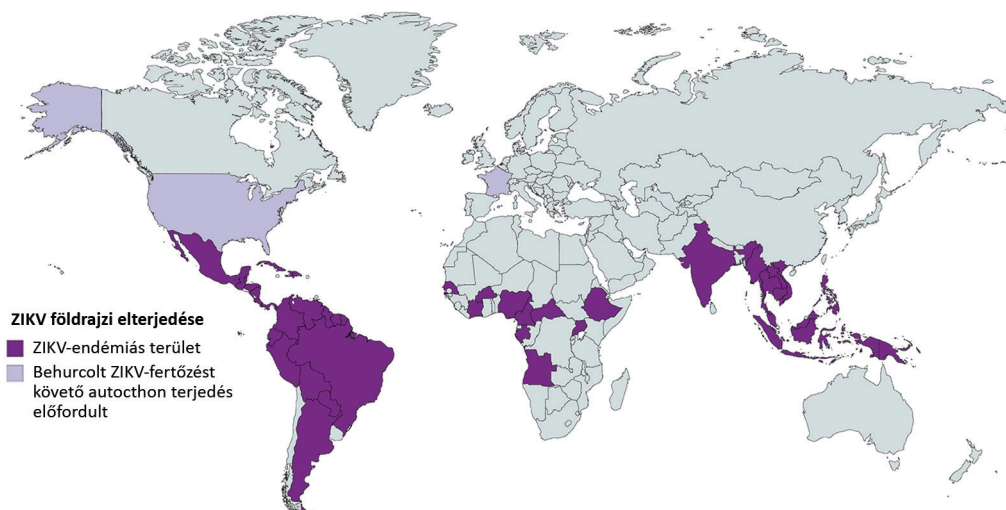 ZIKV földrajzi elterjedése
ZIKV-endémiás terület
Behurcolt ZIKV-fertőzést
követő autocthon terjedés
előfordult